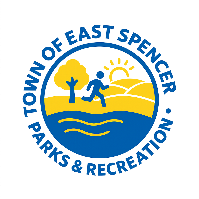 TOWN OF EAST SPENCER
PARKS & RECREATION •